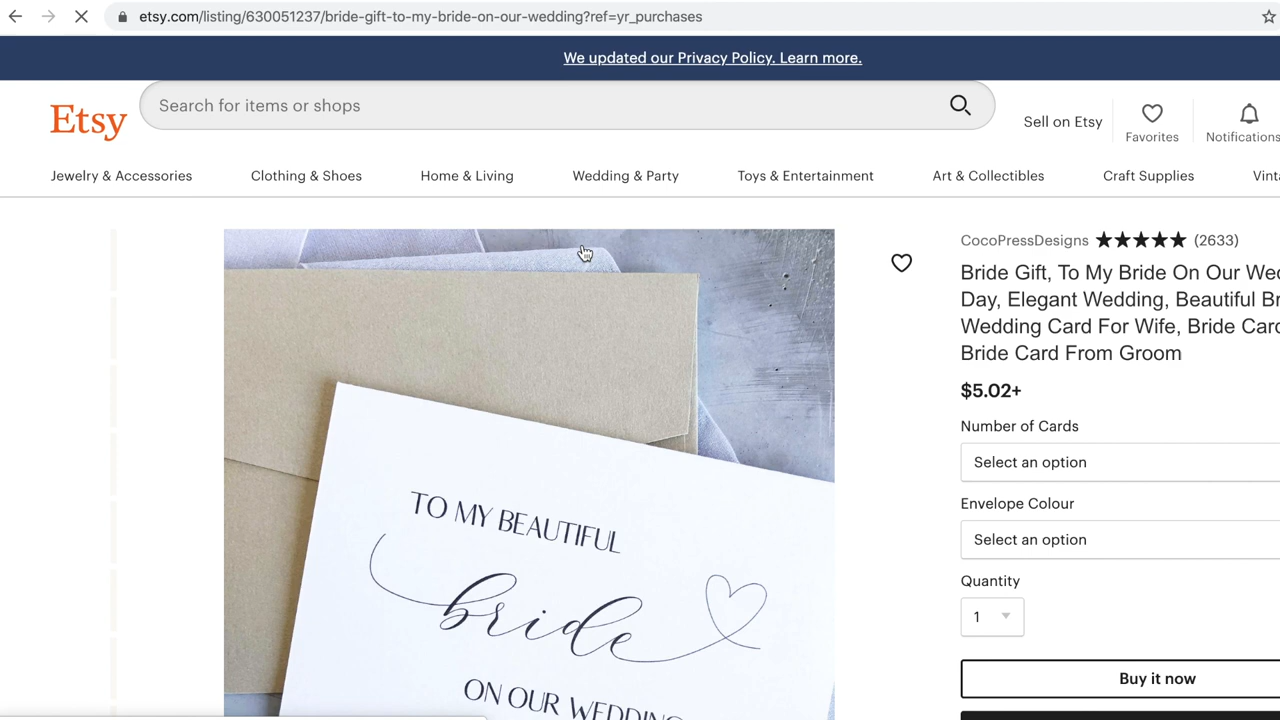 etsy.com/listing/630051237/bride-gift-to-my-bride-on-our-wedding?ref=yr_purchases
We updated our Privacy Policy. Learn more.
Etsy
Search for items or shops
Sell on Etsy
Favorites
Notifications
Jewelry & Accessories
Clothing & Shoes
Home & Living
Wedding & Party
Toys & Entertainment
Art & Collectibles
Craft Supplies
Vint
CocoPressDesigns ★★★★★ (2633)
Bride Gift, To My Bride On Our Wed
Day, Elegant Wedding, Beautiful Br
Wedding Card For Wife, Bride Card
Bride Card From Groom
$5.02+
Number of Cards
Select an option
Envelope Colour
Select an option
Quantity
1
Buy it now
TO MY BEAUTIFUL
bride
ON OUR WEDDING